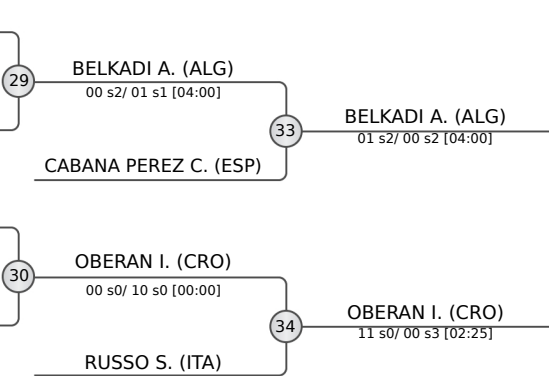 29
BELKADI A. (ALG)
00 s2/ 01 s1 [04:00]
33
BELKADI A. (ALG)
01 s2/ 00 s2 [04:00]
CABANA PEREZ C. (ESP)
30
OBERAN I. (CRO)
00 s0/ 10 s0 [00:00]
34
OBERAN I. (CRO)
11 s0/ 00 s3 [02:25]
RUSSO S. (ITA)